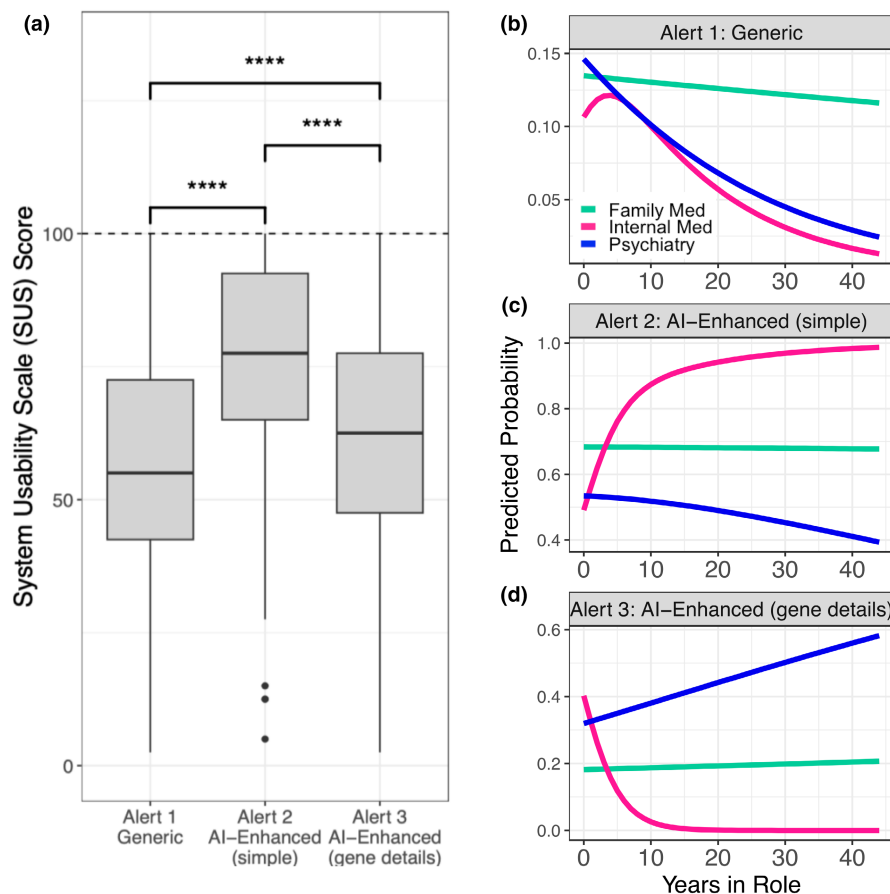 (a)
****
****
****
System Usability Scale (SUS) Score
100
50
0
Alert 1
Generic
Alert 2
AI−Enhanced
(simple)
Alert 3
AI−Enhanced
(gene details)
(b)
Alert 1: Generic
0.15
0.10
0.05
Family Med
Internal Med
Psychiatry
0 10 20 30 40
(c)
Alert 2: AI−Enhanced (simple)
Predicted Probability
1.0
0.8
0.6
0.4
0 10 20 30 40
(d)
Alert 3: AI−Enhanced (gene details)
0.6
0.4
0.2
0.0
0 10 20 30 40
Years in Role